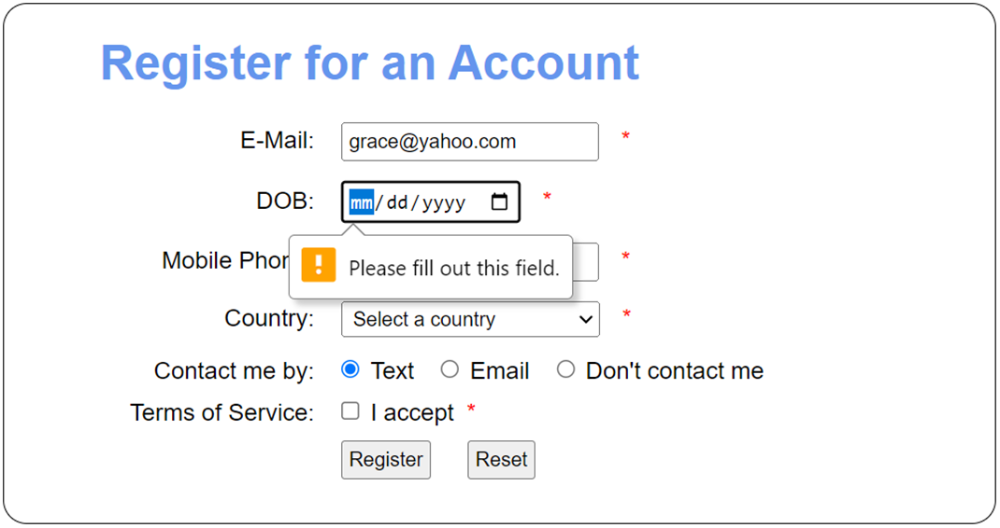 Register for an Account
E-Mail: grace@yahoo.com *
DOB: mm/dd/yyyy *
Mobile Phon *
Please fill out this field.
Country: Select a country *
Contact me by: Text Email Don't contact me
Terms of Service: I accept *
Register Reset